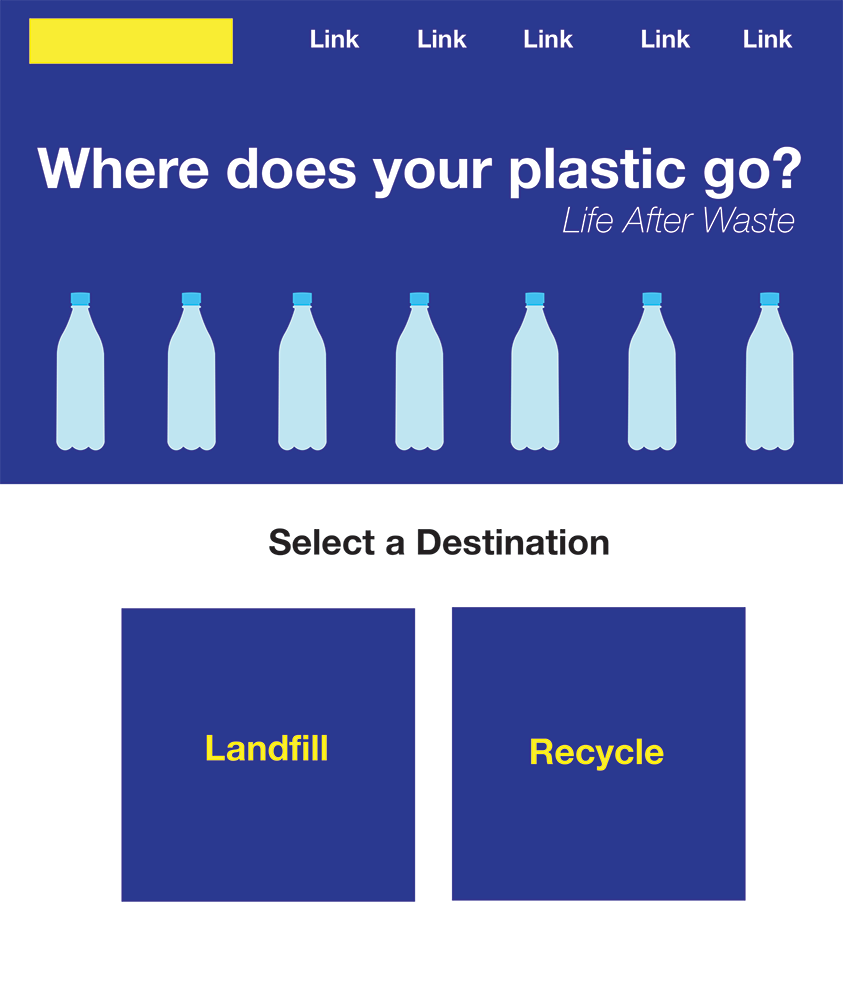 Link Link Link Link Link
Where does your plastic go?
Life After Waste
Select a Destination
Landfill
Recycle